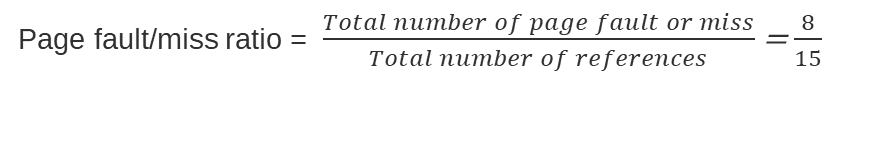 Page fault/miss ratio = Total number of page fault or miss / Total number of references = 8 / 15